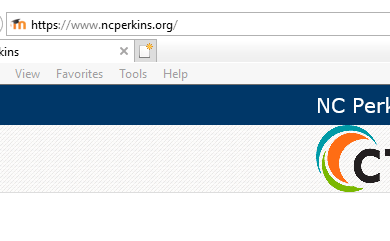 https://www.ncperkins.org/
kins
View Favorites Tools Help
NC Perk
CT